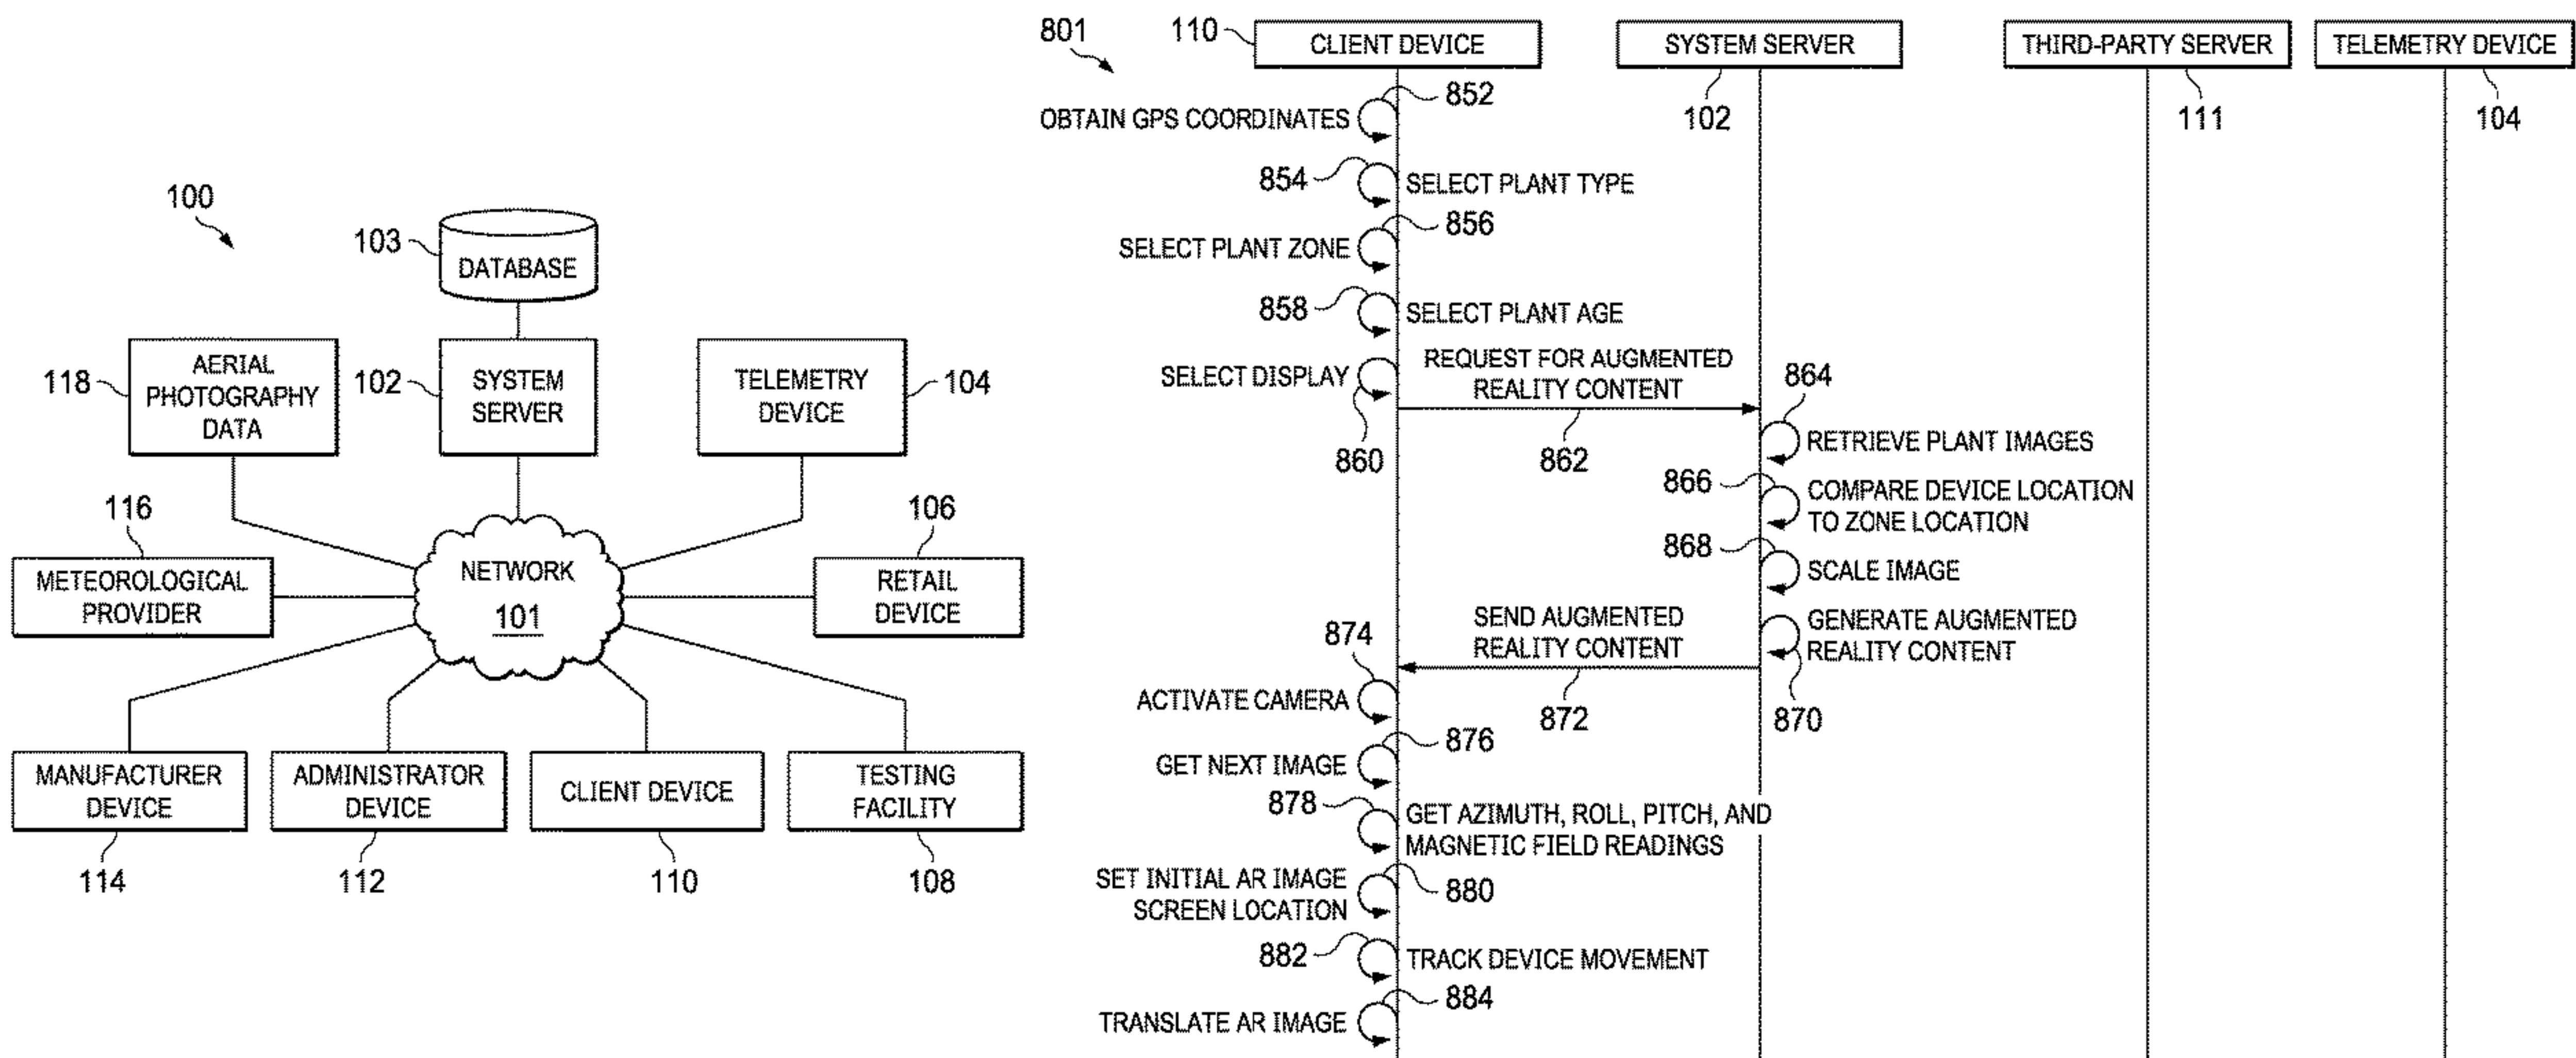 100
103
DATABASE
118
AERIAL
PHOTOGRAPHY
DATA
102
SYSTEM
SERVER
TELEMETRY
DEVICE
104
116
METEOROLOGICAL
PROVIDER
NETWORK
101
106
RETAIL
DEVICE
MANUFACTURER
DEVICE
114
ADMINISTRATOR
DEVICE
112
CLIENT DEVICE
110
TESTING
FACILITY
108
801
110
CLIENT DEVICE
SYSTEM SERVER
102
THIRD-PARTY SERVER
111
TELEMETRY DEVICE
104
852
OBTAIN GPS COORDINATES
854
SELECT PLANT TYPE
856
SELECT PLANT ZONE
858
SELECT PLANT AGE
SELECT DISPLAY
860
REQUEST FOR AUGMENTED
REALITY CONTENT
862
864
RETRIEVE PLANT IMAGES
866
COMPARE DEVICE LOCATION
TO ZONE LOCATION
868
SCALE IMAGE
GENERATE AUGMENTED
REALITY CONTENT
870
SEND AUGMENTED
REALITY CONTENT
872
874
ACTIVATE CAMERA
876
GET NEXT IMAGE
878
GET AZIMUTH, ROLL, PITCH, AND
MAGNETIC FIELD READINGS
SET INITIAL AR IMAGE
SCREEN LOCATION
880
882
TRACK DEVICE MOVEMENT
884
TRANSLATE AR IMAGE